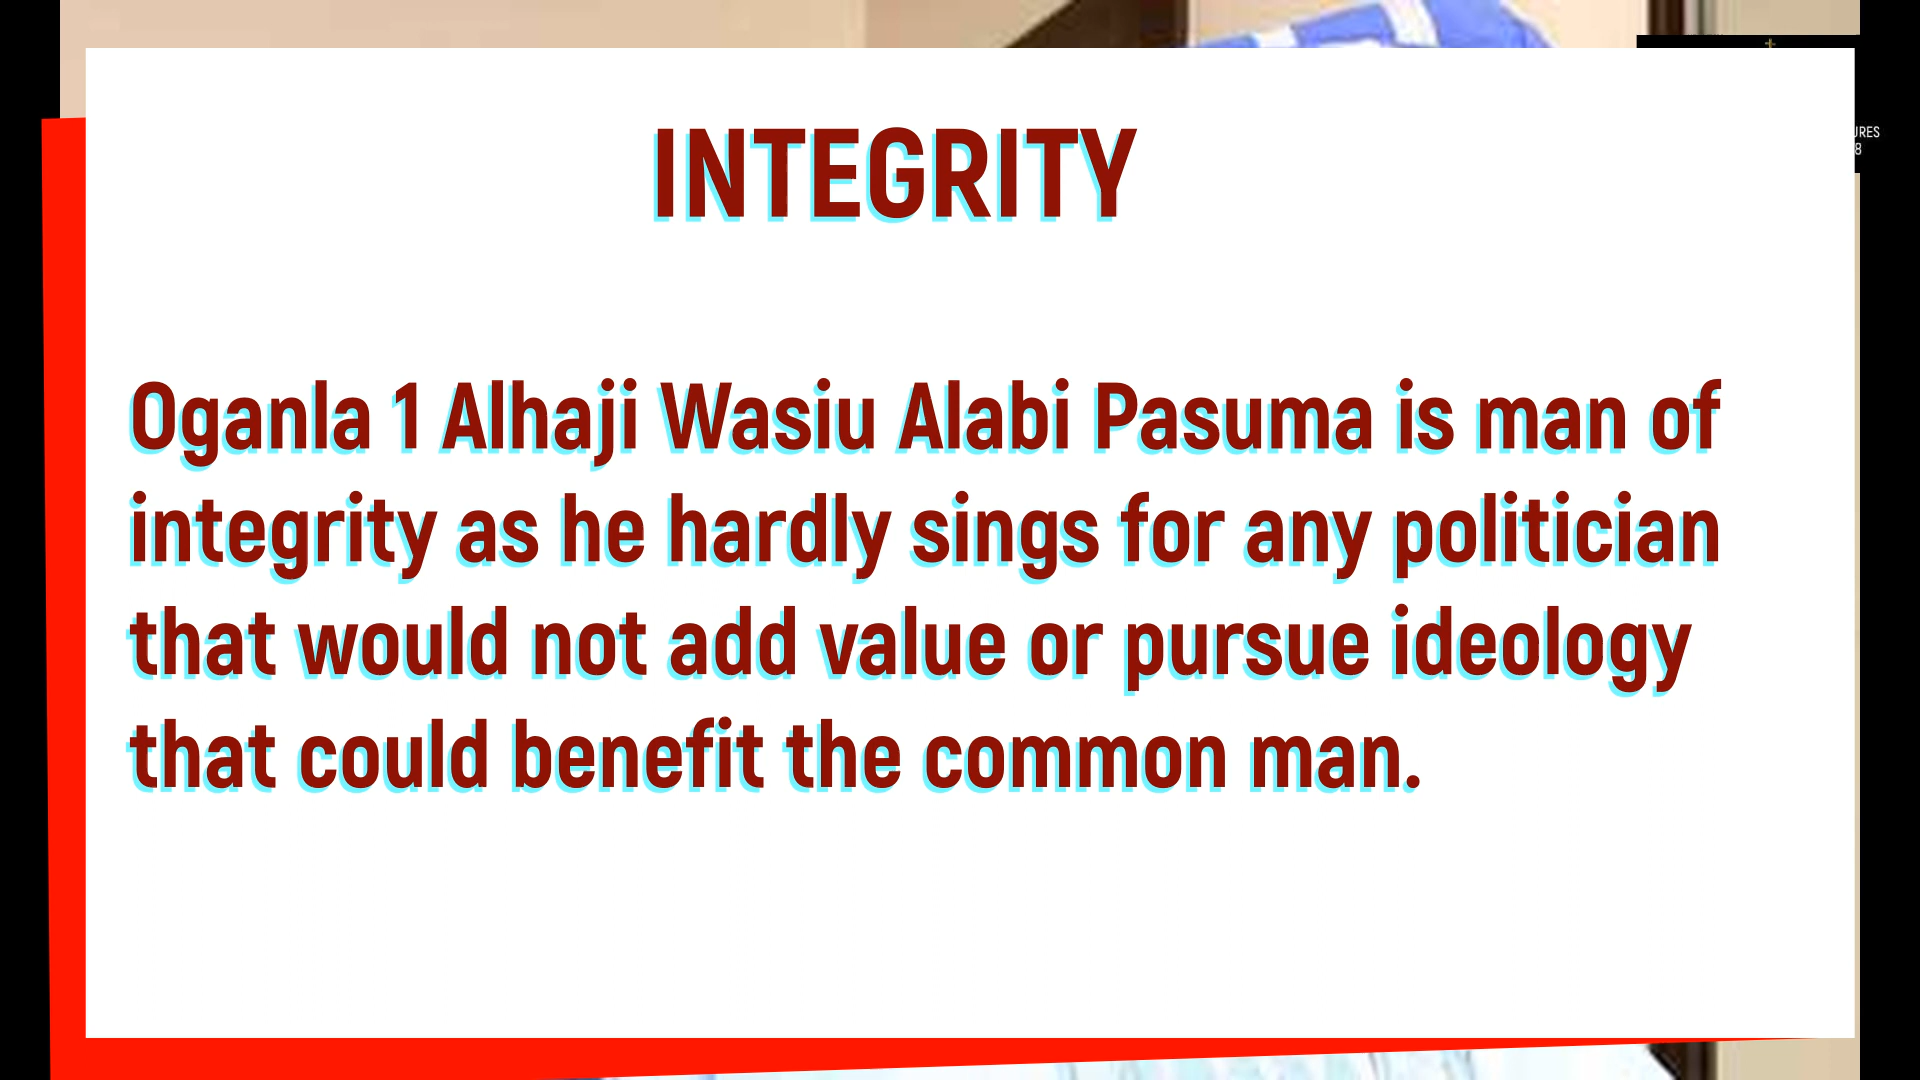 INTEGRITY
Oganla 1 Alhaji Wasiu Alabi Pasuma is man of
integrity as he hardly sings for any politician
that would not add value or pursue ideology
that could benefit the common man.